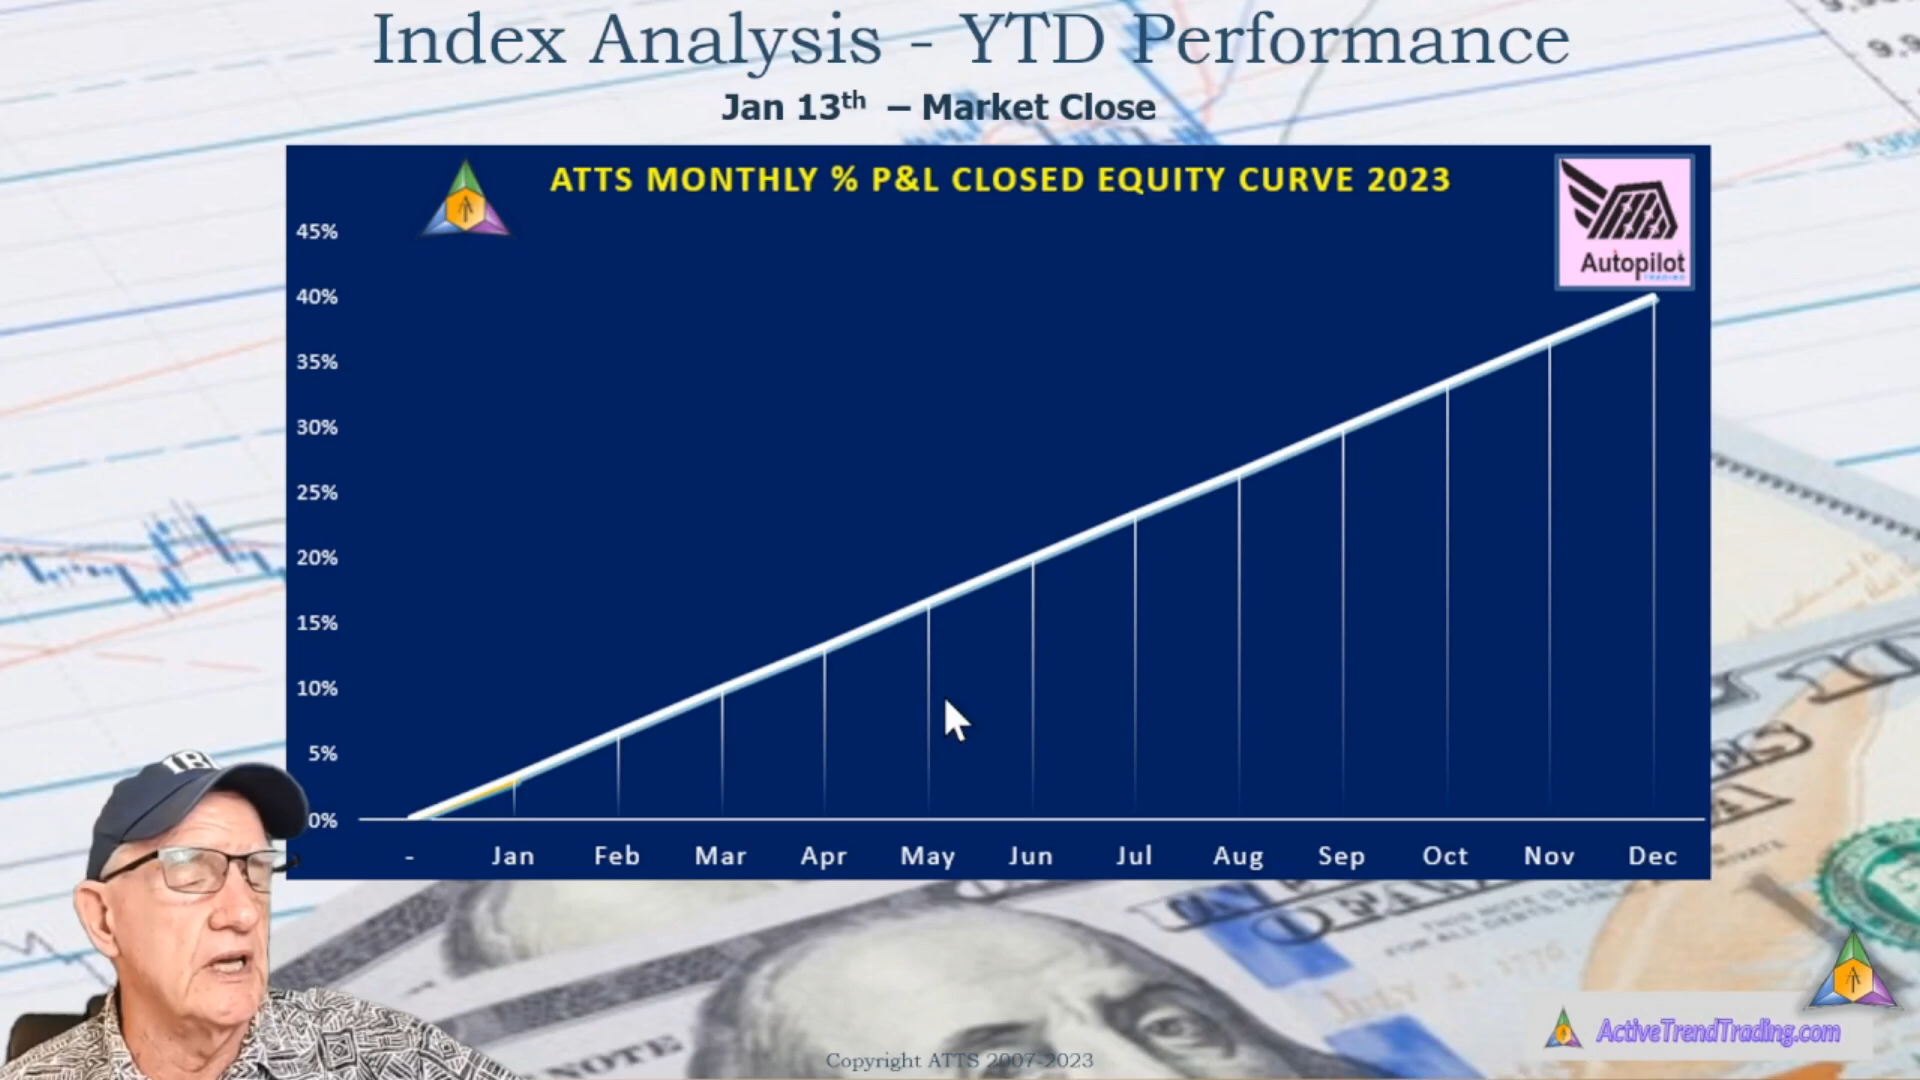 Index Analysis - YTD Performance
Jan 13th – Market Close
ATTS MONTHLY % P&L CLOSED EQUITY CURVE 2023
Autopilot
45%
40%
35%
30%
25%
20%
15%
10%
5%
0%
- Jan Feb Mar Apr May Jun Jul Aug Sep Oct Nov Dec
NOTE
ActiveTrendTrading.com
Copyright ATTS 2007-2023